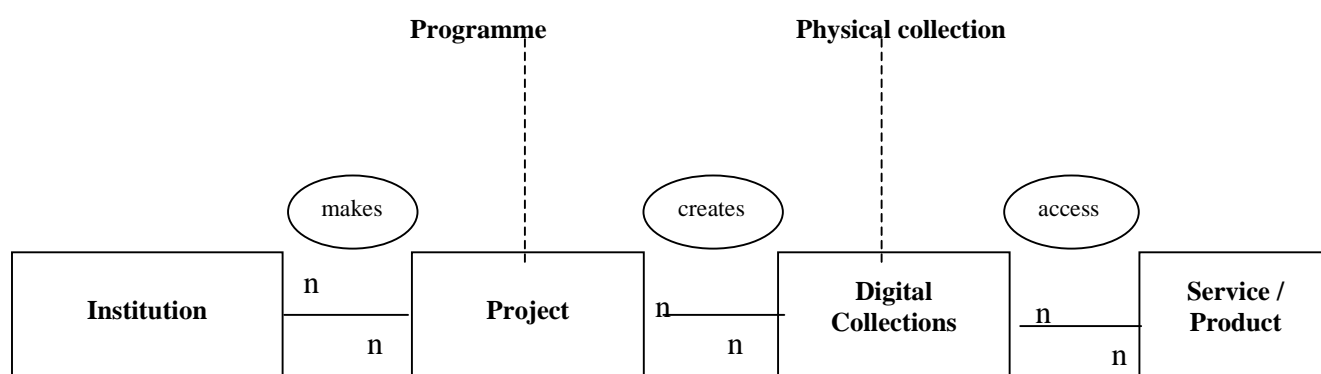 Programme
Physical collection
makes
creates
access
Institution
n
n
Project
n
n
Digital
Collections
n
n
Service /
Product